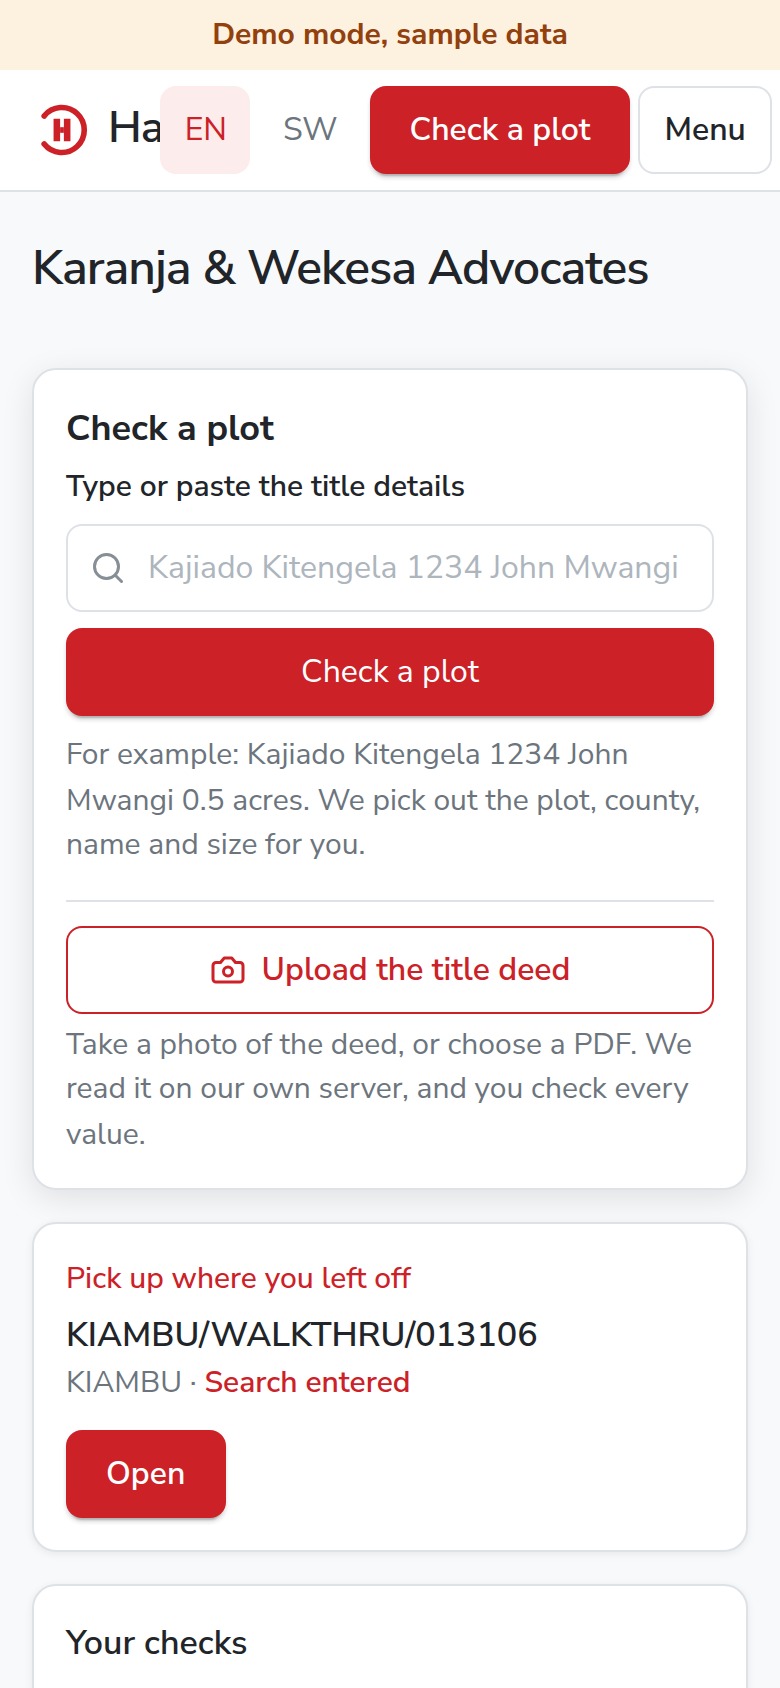 Demo mode, sample data
Ha
EN
SW
Check a plot
Menu
Karanja & Wekesa Advocates
Check a plot
Type or paste the title details
Kajiado Kitengela 1234 John Mwangi
Check a plot
For example: Kajiado Kitengela 1234 John
Mwangi 0.5 acres. We pick out the plot, county,
name and size for you.
Upload the title deed
Take a photo of the deed, or choose a PDF. We
read it on our own server, and you check every
value.
Pick up where you left off
KIAMBU/WALKTHRU/013106
KIAMBU · Search entered
Open
Your checks